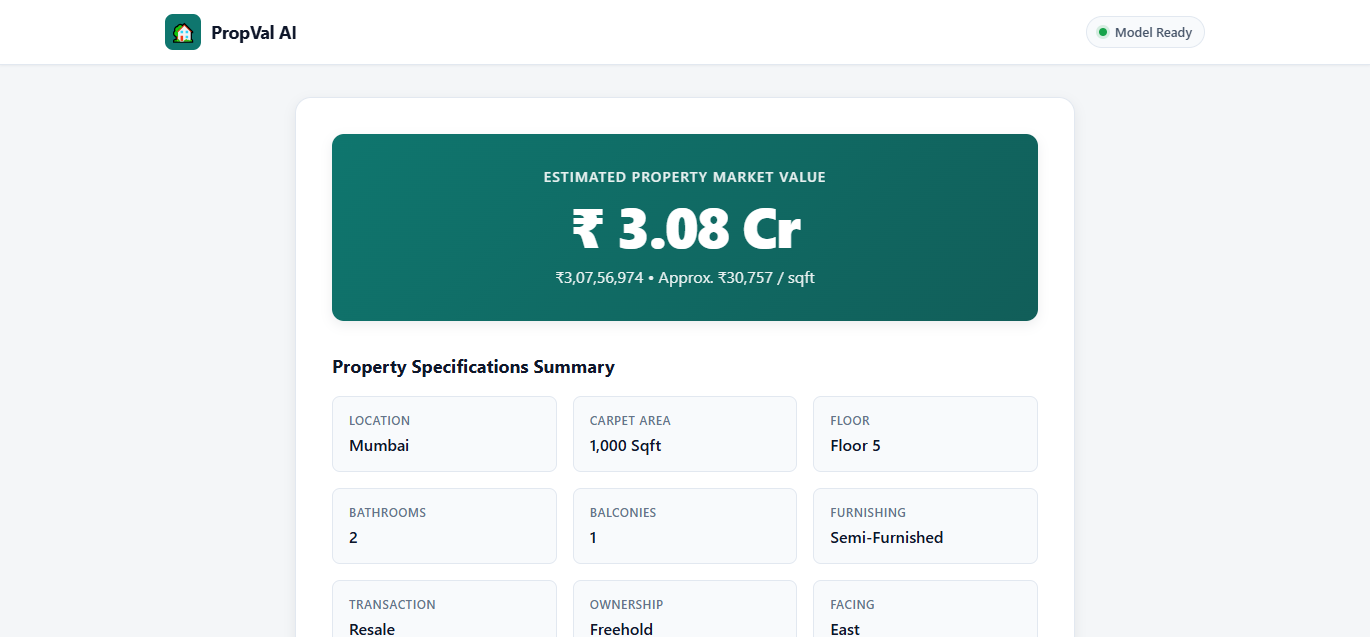 PropVal AI
Model Ready
ESTIMATED PROPERTY MARKET VALUE
₹ 3.08 Cr
₹3,07,56,974 • Approx. ₹30,757 / sqft
Property Specifications Summary
LOCATION
Mumbai
CARPET AREA
1,000 Sqft
FLOOR
Floor 5
BATHROOMS
2
BALCONIES
1
FURNISHING
Semi-Furnished
TRANSACTION
Resale
OWNERSHIP
Freehold
FACING
East